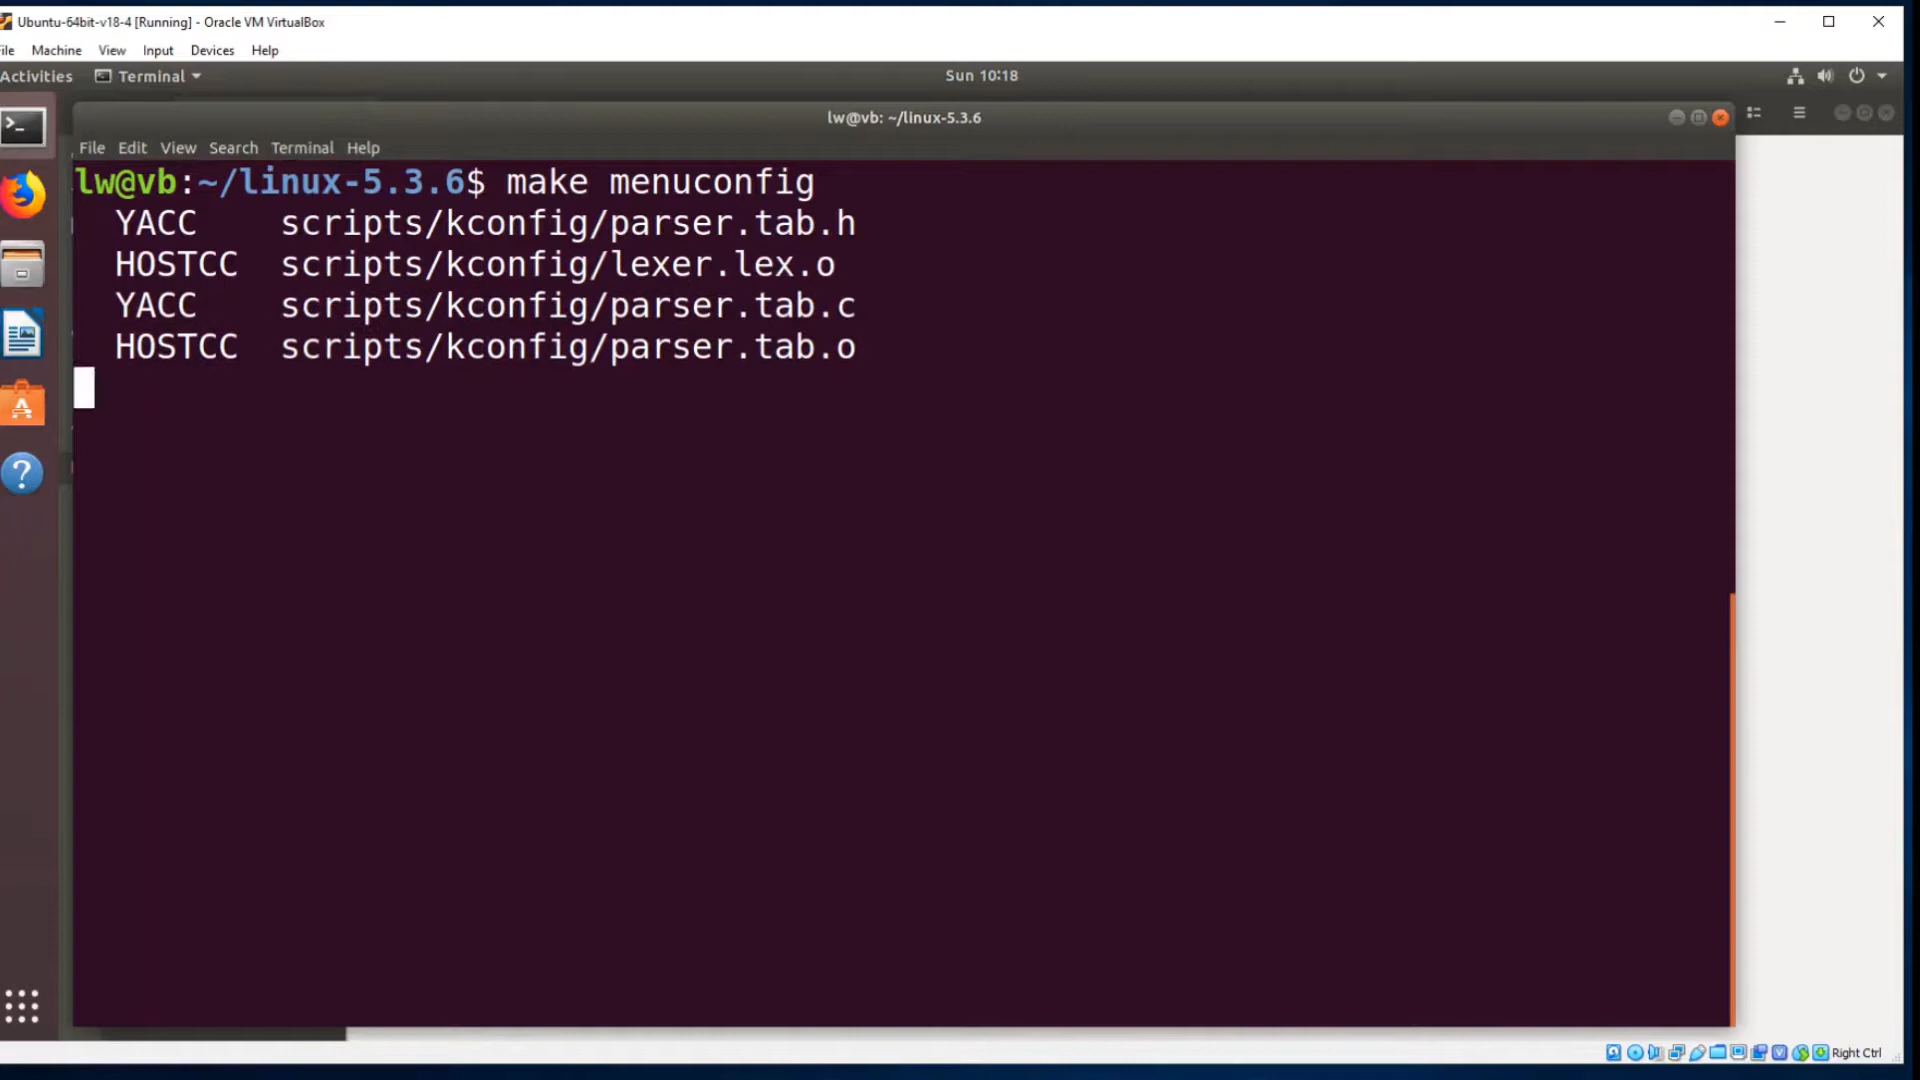 Ubuntu-64bit-v18-4 [Running] - Oracle VM VirtualBox
ile Machine View Input Devices Help
Activities Terminal Sun 10:18
lw@vb: ~/linux-5.3.6
File Edit View Search Terminal Help
lw@vb:~/linux-5.3.6$ make menuconfig
YACC scripts/kconfig/parser.tab.h
HOSTCC scripts/kconfig/lexer.lex.o
YACC scripts/kconfig/parser.tab.c
HOSTCC scripts/kconfig/parser.tab.o
Right Ctrl